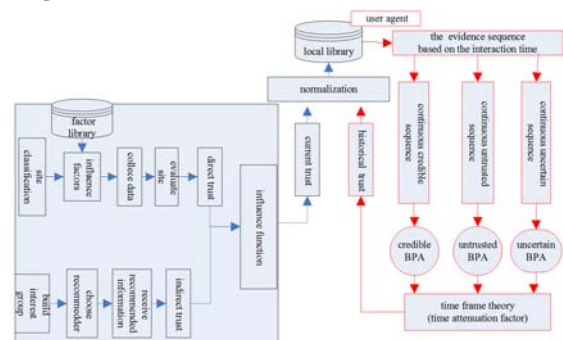 user agent
local library
the evidence sequence
based on the interaction time
normalization
factor
library
site
classification
influence
factors
collece data
evaluate
site
direct trust
influence function
current trust
historical trust
continuous credible
sequence
continuous untrusted
sequence
continuous uncertain
sequence
credible
BPA
untrusted
BPA
uncertain
BPA
build
interest
group
choose
recommedder
receive
recommended
information
indirect trust
time frame theory
(time attenuation factor)